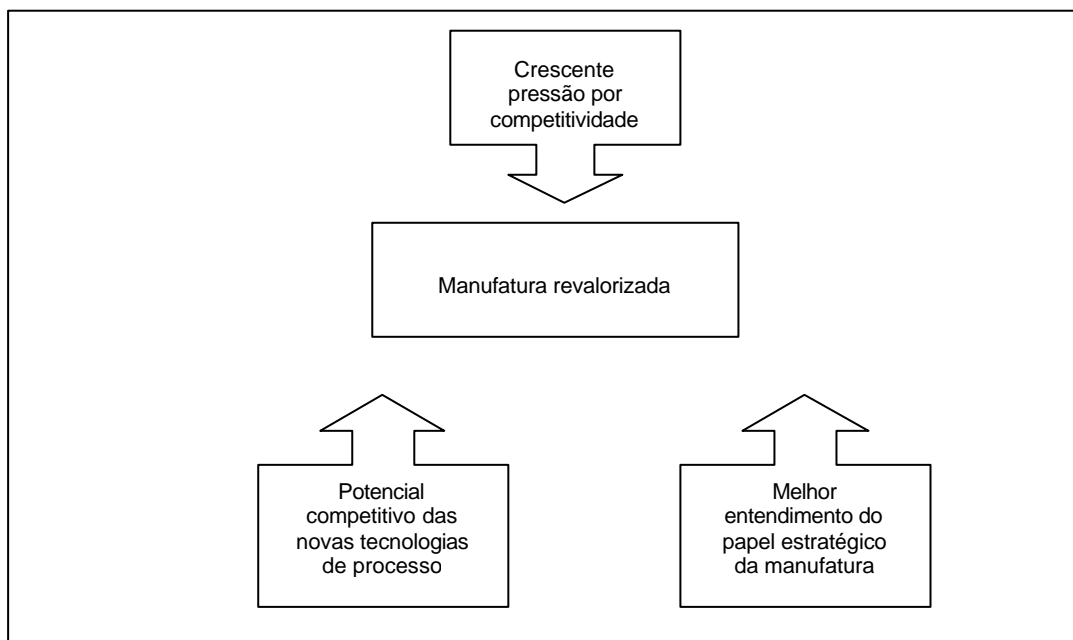 Crescente
pressão por
competitividade
Manufatura revalorizada
Potencial
competitivo das
novas tecnologias
de processo
Melhor
entendimento do
papel estratégico
da manufatura